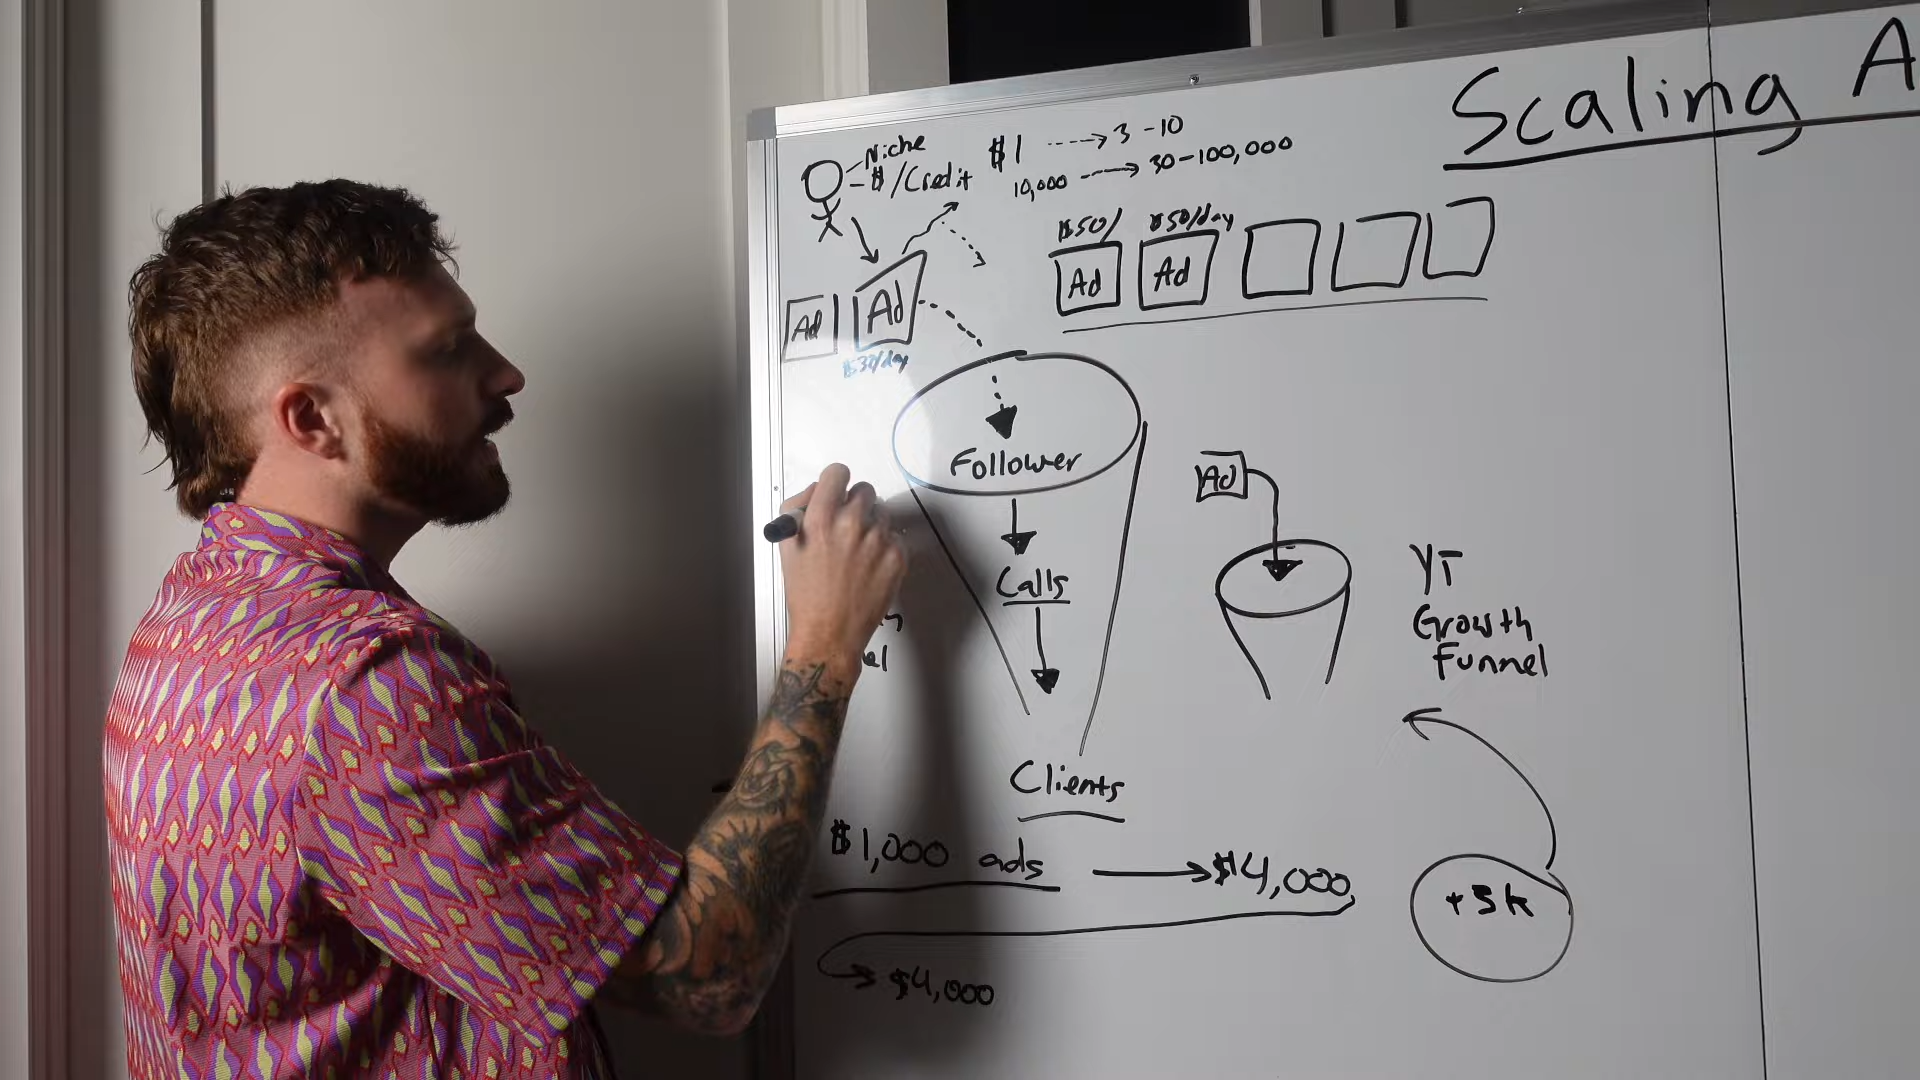 Scaling A
Niche
$/Credit
$1 3-10
10,000 30-100,000
$50/ $50/day
Ad Ad
Ad Ad
$30/day
Follower
Ad
Calls
YT
Growth
Funnel
Clients
$1,000 ads $14,000
+5k
$4,000